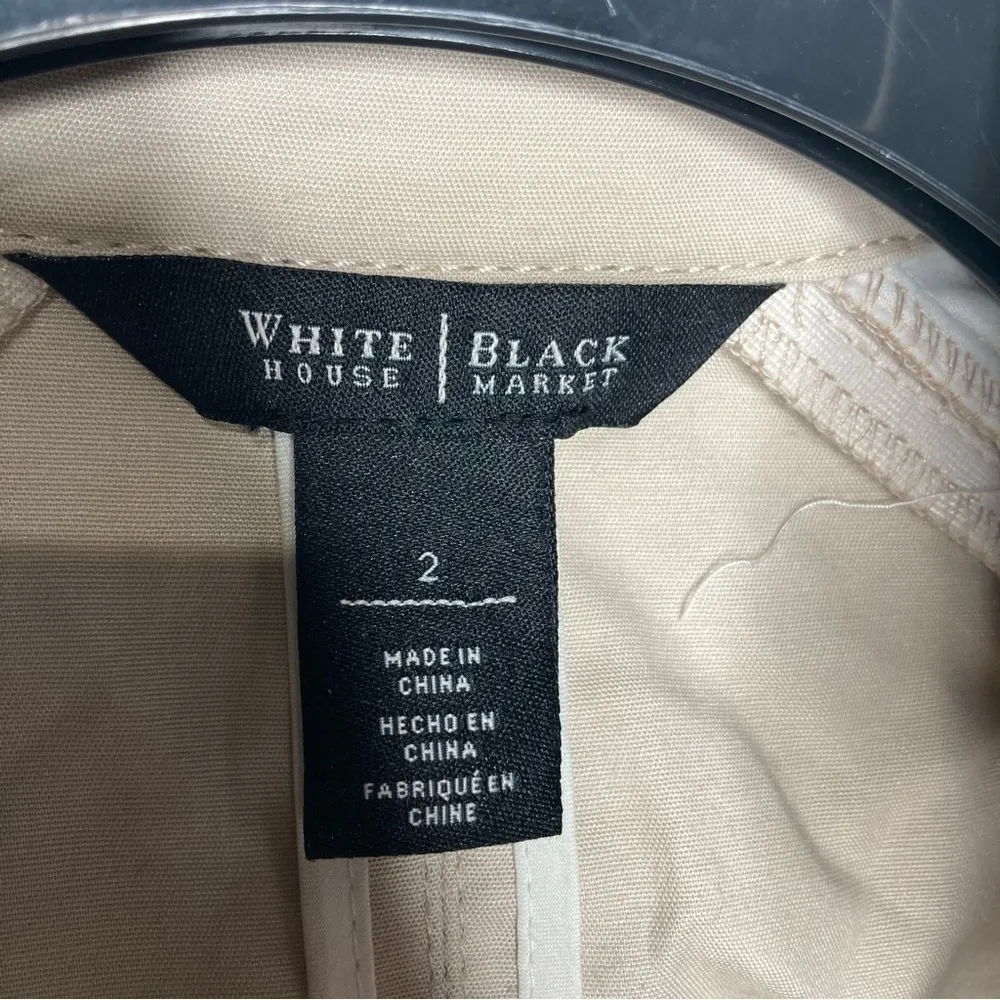 WHITE HOUSE | BLACK MARKET
2
MADE IN
CHINA
HECHO EN
CHINA
FABRIQUÉ EN
CHINE